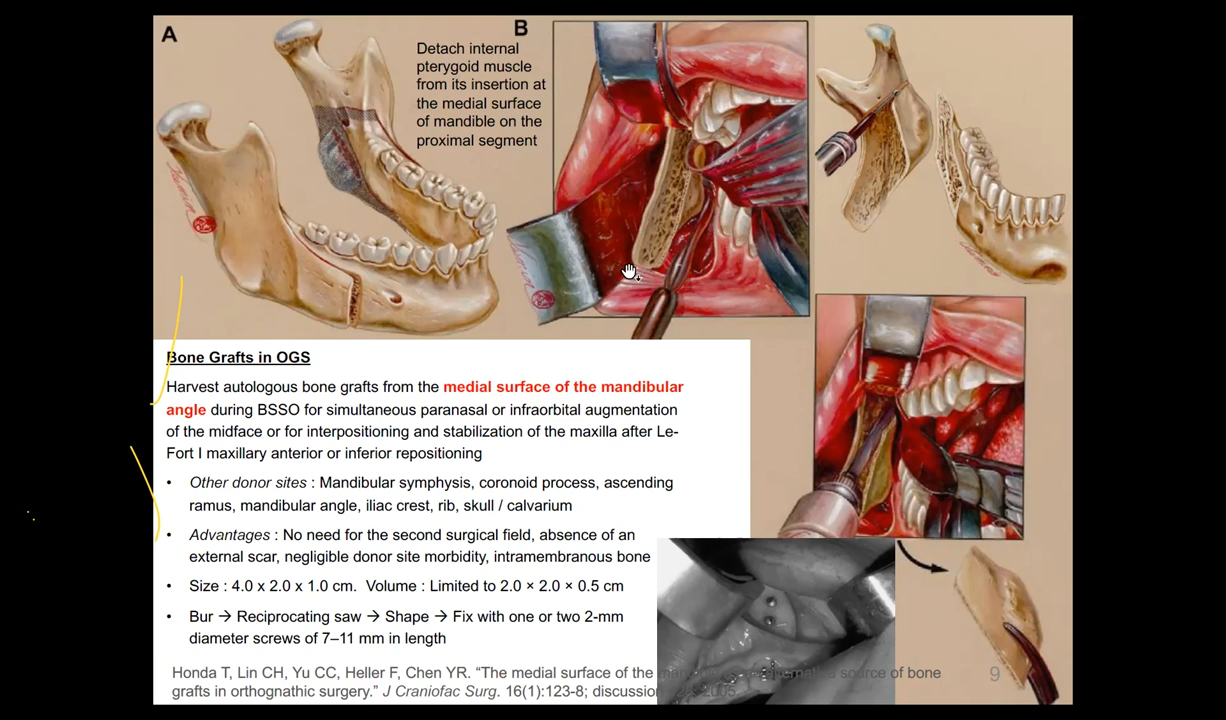 A
B
Detach internal
pterygoid muscle
from its insertion at
the medial surface
of mandible on the
proximal segment
Bone Grafts in OGS
Harvest autologous bone grafts from the medial surface of the mandibular
angle during BSSO for simultaneous paranasal or infraorbital augmentation
of the midface or for interpositioning and stabilization of the maxilla after Le-
Fort I maxillary anterior or inferior repositioning
• Other donor sites : Mandibular symphysis, coronoid process, ascending
ramus, mandibular angle, iliac crest, rib, skull / calvarium
• Advantages : No need for the second surgical field, absence of an
external scar, negligible donor site morbidity, intramembranous bone
• Size : 4.0 x 2.0 x 1.0 cm. Volume : Limited to 2.0 × 2.0 × 0.5 cm
• Bur → Reciprocating saw → Shape → Fix with one or two 2-mm
diameter screws of 7–11 mm in length
Honda T, Lin CH, Yu CC, Heller F, Chen YR. “The medial surface of the source of bone
grafts in orthognathic surgery.” J Craniofac Surg. 16(1):123-8; discussion 2005.
9